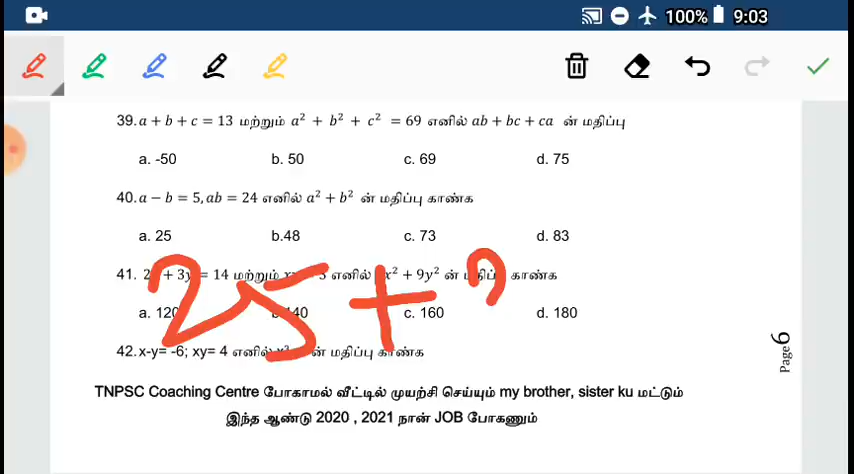 100% 9:03
39. a + b + c = 13 மற்றும் a² + b² + c² = 69 எனில் ab + bc + ca ன் மதிப்பு
a. -50 b. 50 c. 69 d. 75
40. a − b = 5, ab = 24 எனில் a² + b² ன் மதிப்பு காண்க
a. 25 b.48 c. 73 d. 83
41. 2 + 3y = 14 மற்றும் எனில் x² + 9y² ன் காண்க
a. 120 140 c. 160 d. 180
25 +
42. x-y= -6; xy= 4 எனில் ன் மதிப்பு காண்க
Page 6
TNPSC Coaching Centre போகாமல் வீட்டில் முயற்சி செய்யும் my brother, sister ku மட்டும்
இந்த ஆண்டு 2020 , 2021 நான் JOB போகணும்